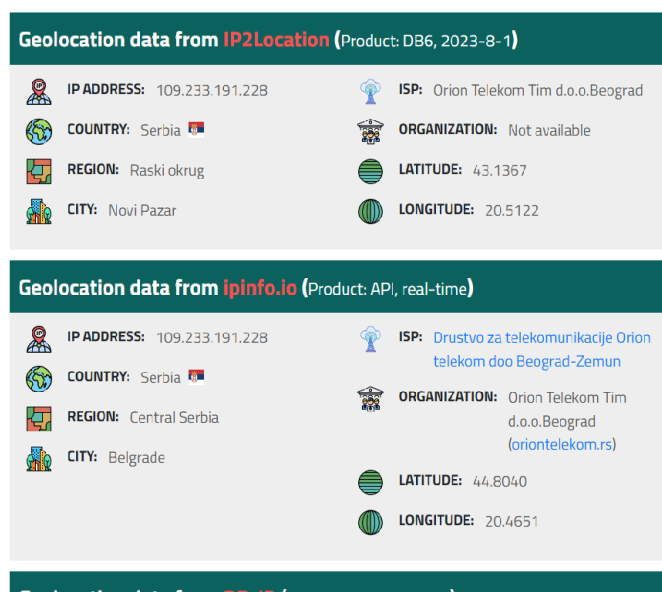 Geolocation data from IP2Location (Product: DB6, 2023-8-1)
IP ADDRESS: 109.233.191.228
COUNTRY: Serbia
REGION: Raski okrug
CITY: Novi Pazar
ISP: Orion Telekom Tim d.o.o.Beograd
ORGANIZATION: Not available
LATITUDE: 43.1367
LONGITUDE: 20.5122
Geolocation data from ipinfo.io (Product: API, real-time)
IP ADDRESS: 109.233.191.228
COUNTRY: Serbia
REGION: Central Serbia
CITY: Belgrade
ISP: Drustvo za telekomunikacije Orion
telekom doo Beograd-Zemun
ORGANIZATION: Orion Telekom Tim
d.o.o.Beograd
(oriontelekom.rs)
LATITUDE: 44.8040
LONGITUDE: 20.4651